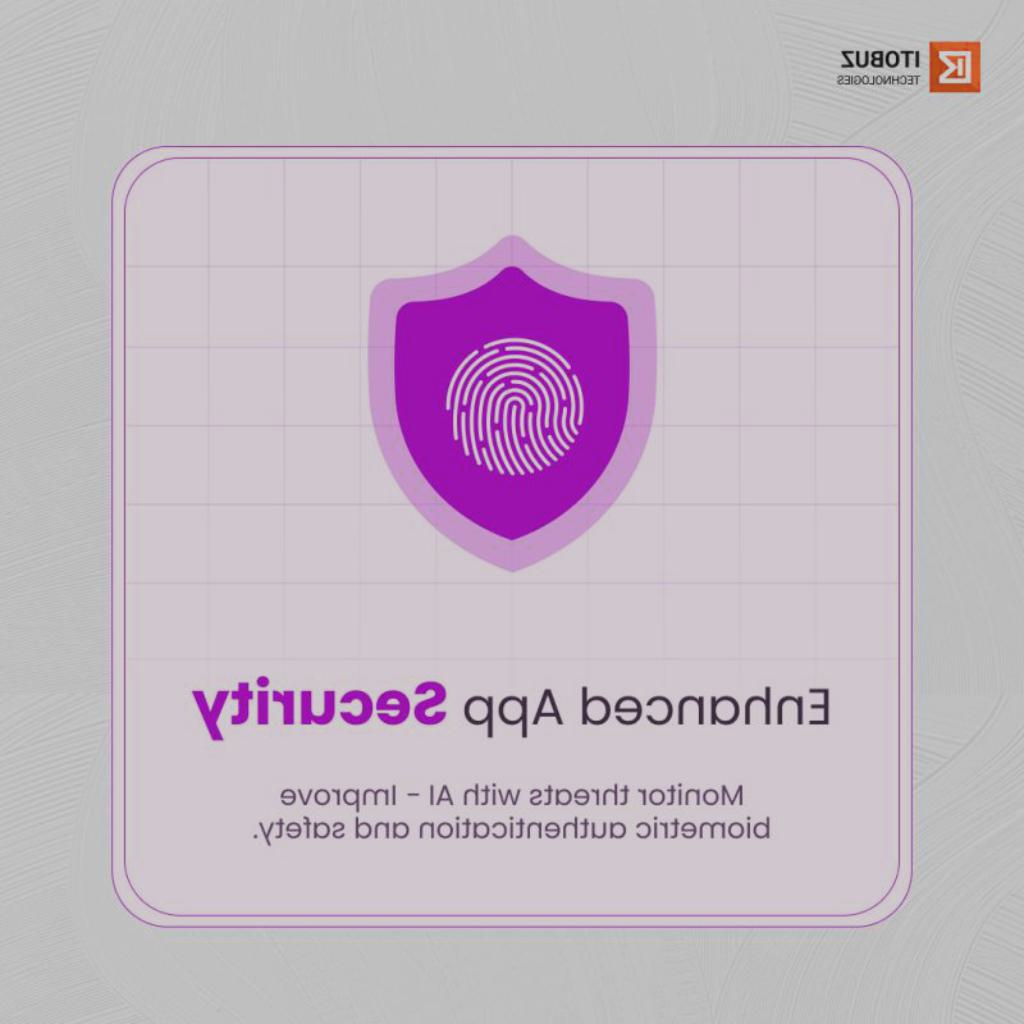 ITOBUZ
TECHNOLOGIES
Enhanced App Security
Monitor threats with AI - Improve
biometric authentication and safety.